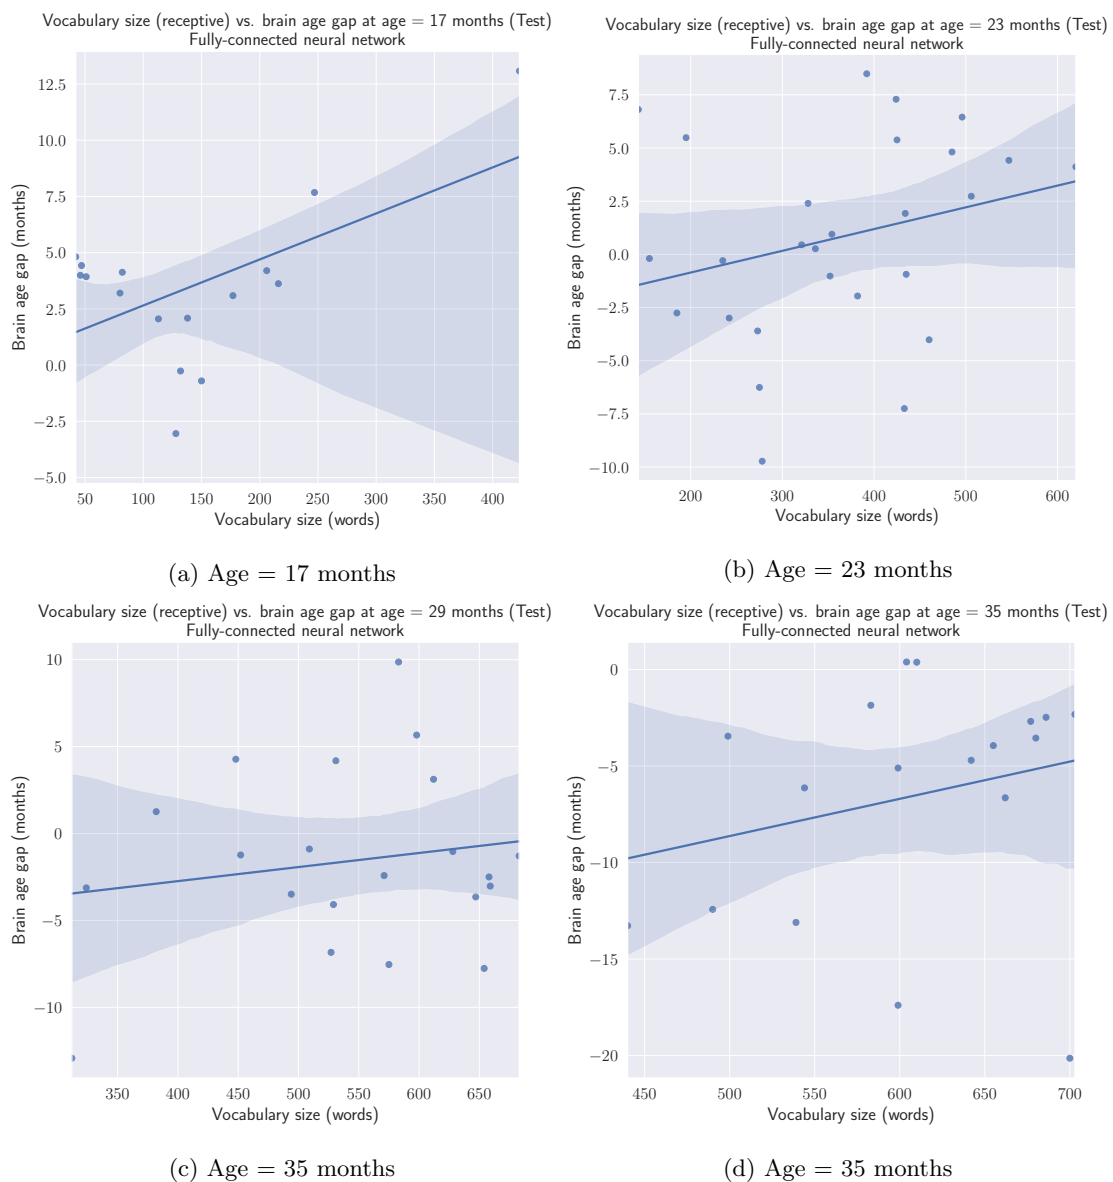 Vocabulary size (receptive) vs. brain age gap at age = 17 months (Test)
Fully-connected neural network
12.5
10.0
7.5
5.0
2.5
0.0
−2.5
−5.0
Brain age gap (months)
50 100 150 200 250 300 350 400
Vocabulary size (words)
(a) Age = 17 months
Vocabulary size (receptive) vs. brain age gap at age = 23 months (Test)
Fully-connected neural network
7.5
5.0
2.5
0.0
−2.5
−5.0
−7.5
−10.0
Brain age gap (months)
200 300 400 500 600
Vocabulary size (words)
(b) Age = 23 months
Vocabulary size (receptive) vs. brain age gap at age = 29 months (Test)
Fully-connected neural network
10
5
0
−5
−10
Brain age gap (months)
350 400 450 500 550 600 650
Vocabulary size (words)
(c) Age = 35 months
Vocabulary size (receptive) vs. brain age gap at age = 35 months (Test)
Fully-connected neural network
0
−5
−10
−15
−20
Brain age gap (months)
450 500 550 600 650 700
Vocabulary size (words)
(d) Age = 35 months